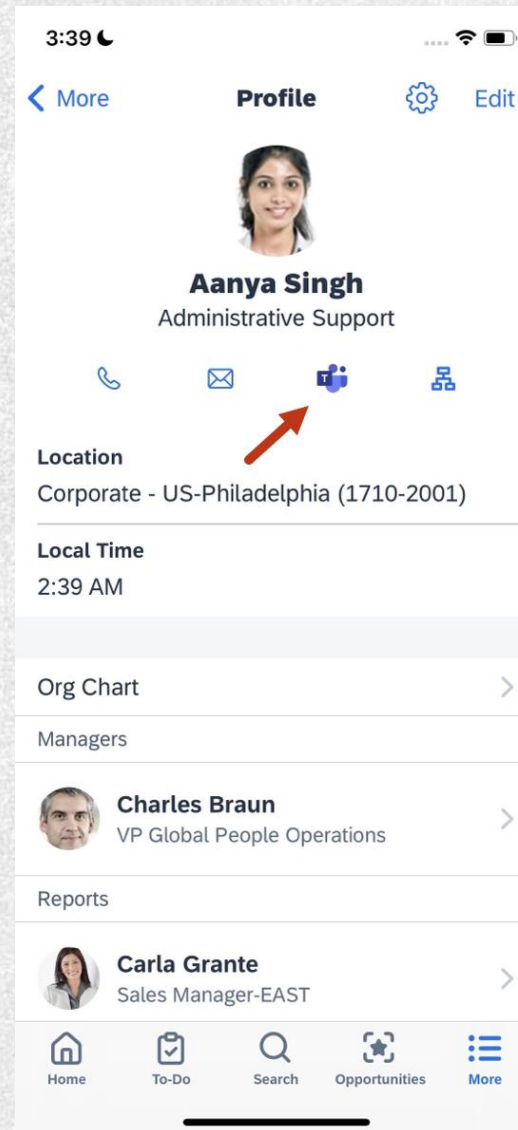 3:39
More
Profile
Edit
Aanya Singh
Administrative Support
T
Location
Corporate - US-Philadelphia (1710-2001)
Local Time
2:39 AM
Org Chart
Managers
Charles Braun
VP Global People Operations
Reports
Carla Grante
Sales Manager-EAST
Home
To-Do
Search
Opportunities
More